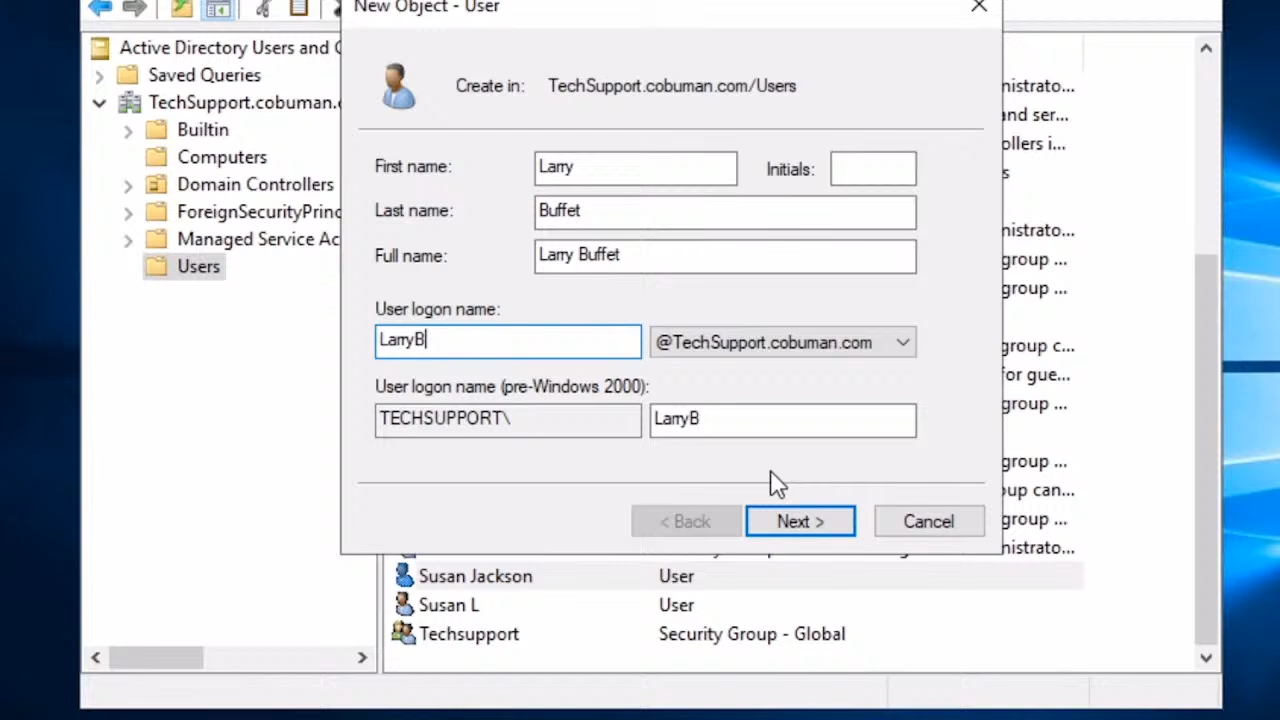 New Object - User
Active Directory Users and
Saved Queries
TechSupport.cobuman.
Builtin
Computers
Domain Controllers
ForeignSecurityPrinc
Managed Service Ac
Users
Create in: TechSupport.cobuman.com/Users
First name: Larry Initials:
Last name: Buffet
Full name: Larry Buffet
User logon name:
LarryB @TechSupport.cobuman.com
User logon name (pre-Windows 2000):
TECHSUPPORT\ LarryB
< Back Next > Cancel
nistrato...
and ser...
ollers i...
nistrato...
group ...
group ...
group c...
for gue...
group ...
group ...
oup can...
group ...
nistrato...
Susan Jackson User
Susan L User
Techsupport Security Group - Global